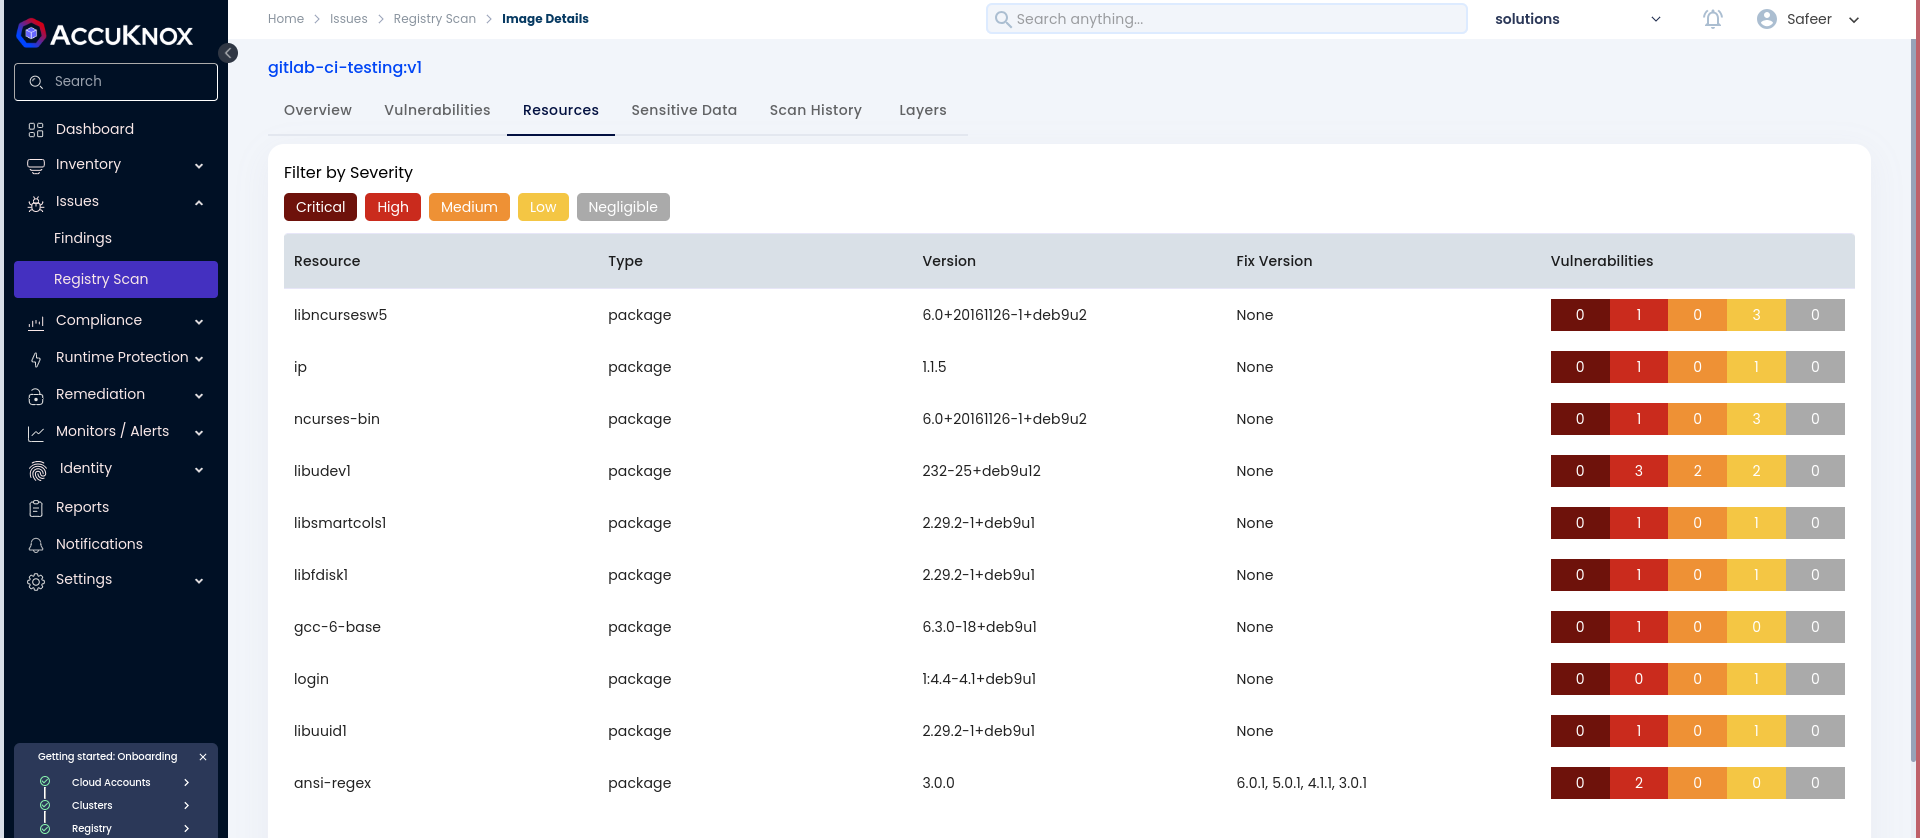 ACCUKNOX
Search
Dashboard
Inventory
Issues
Findings
Registry Scan
Compliance
Runtime Protection
Remediation
Monitors / Alerts
Identity
Reports
Notifications
Settings
Getting started: Onboarding
Cloud Accounts
Clusters
Registry
Home > Issues > Registry Scan > Image Details
Search anything...
solutions
Safeer
gitlab-ci-testing:v1
Overview Vulnerabilities Resources Sensitive Data Scan History Layers
Filter by Severity
Critical High Medium Low Negligible
Resource Type Version Fix Version Vulnerabilities
libncursesw5 package 6.0+20161126-1+deb9u2 None 0 1 0 3 0
ip package 1.1.5 None 0 1 0 1 0
ncurses-bin package 6.0+20161126-1+deb9u2 None 0 1 0 3 0
libudev1 package 232-25+deb9u12 None 0 3 2 2 0
libsmartcols1 package 2.29.2-1+deb9u1 None 0 1 0 1 0
libfdisk1 package 2.29.2-1+deb9u1 None 0 1 0 1 0
gcc-6-base package 6.3.0-18+deb9u1 None 0 1 0 0 0
login package 1:4.4-4.1+deb9u1 None 0 0 0 1 0
libuuid1 package 2.29.2-1+deb9u1 None 0 1 0 1 0
ansi-regex package 3.0.0 6.0.1, 5.0.1, 4.1.1, 3.0.1 0 2 0 0 0